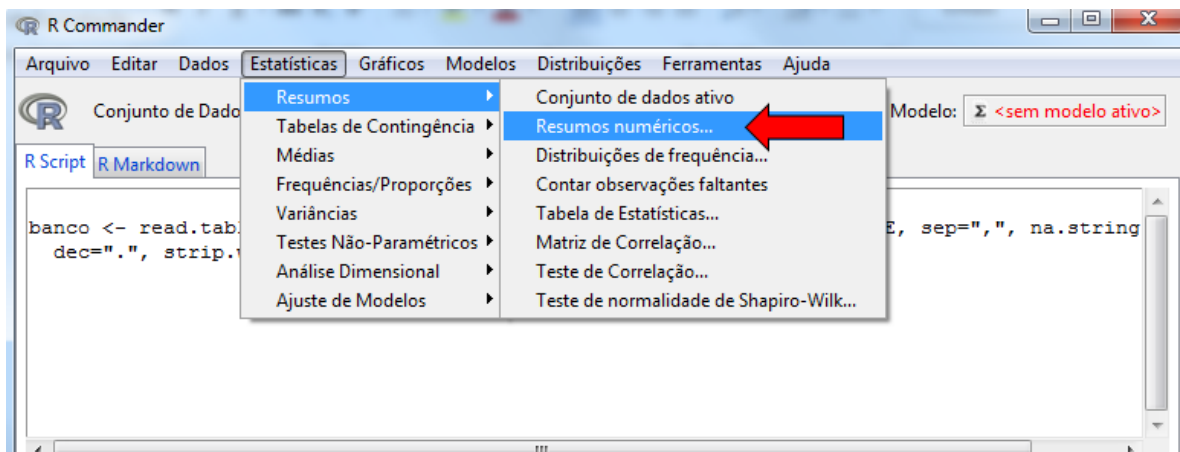 R Commander
Arquivo Editar Dados Estatísticas Gráficos Modelos Distribuições Ferramentas Ajuda
Conjunto de Dado
Modelo: Σ <sem modelo ativo>
R Script R Markdown
Resumos
Tabelas de Contingência
Médias
Frequências/Proporções
Variâncias
Testes Não-Paramétricos
Análise Dimensional
Ajuste de Modelos
Conjunto de dados ativo
Resumos numéricos...
Distribuições de frequência...
Contar observações faltantes
Tabela de Estatísticas...
Matriz de Correlação...
Teste de Correlação...
Teste de normalidade de Shapiro-Wilk...
banco <- read.tab E, sep=",", na.string
dec=".", strip.